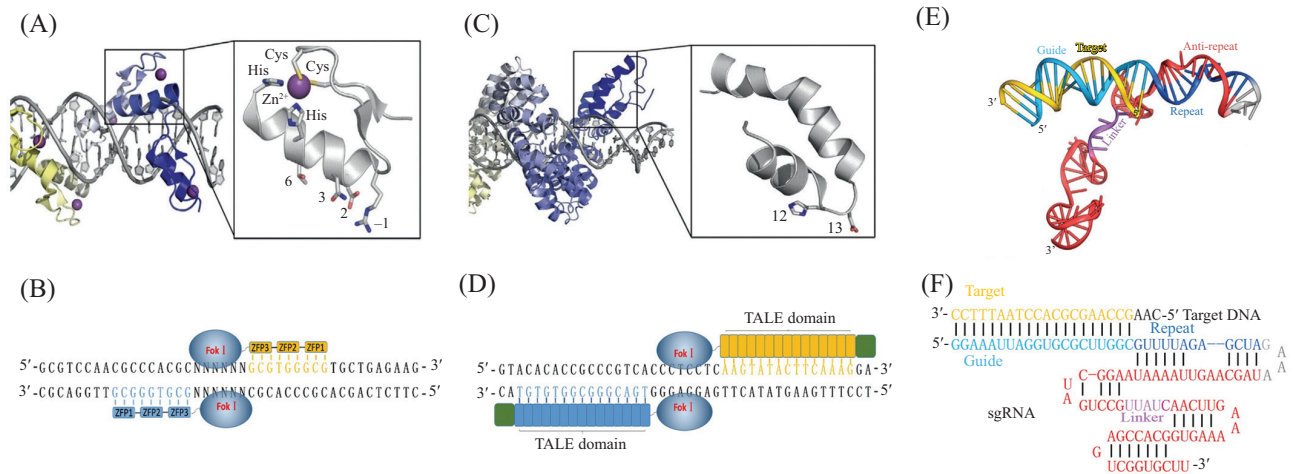 (A)
Cys
His
Cys
Zn²⁺
His
6
3
2
−1
(B)
Fok I
ZFP3 ZFP2 ZFP1
5′-GCGTCCAACGCCCACGCNNNNNNGCGTGGGCGTGCTGAGAAG-3′
3′-CGCAGGTTGCGGGTGCGNNNNNNCGCACCCGCACGACTCTTC-5′
ZFP1 ZFP2 ZFP3
Fok I
(C)
12
13
(D)
TALE domain
Fok I
5′-GTACACACCGCCCGTCACCCTCCTCAAGTATACTTCAAAGGA-3′
3′-CATGTGTGGCGGGCAGTGGGAGGAGTTCATATGAAGTTTCCT-5′
Fok I
TALE domain
(E)
Guide
Target
Anti-repeat
3'
5'
5'
Repeat
Linker
3'
(F)
Target
3′-CCTTTAATCCACGCGAACCGAAC-5′ Target DNA
Repeat
5′-GGAAAUUAGGUGCGCUUGGCGUUUUAGA——GCUAG
Guide
A
A
C-GGAAUAAAAUUGAACGAUA
U
A
GUCCGUUAUCAACUUG
sgRNA
Linker
A
A
AGCCACGGUGAAA
G
UCGGUGCUU-3′